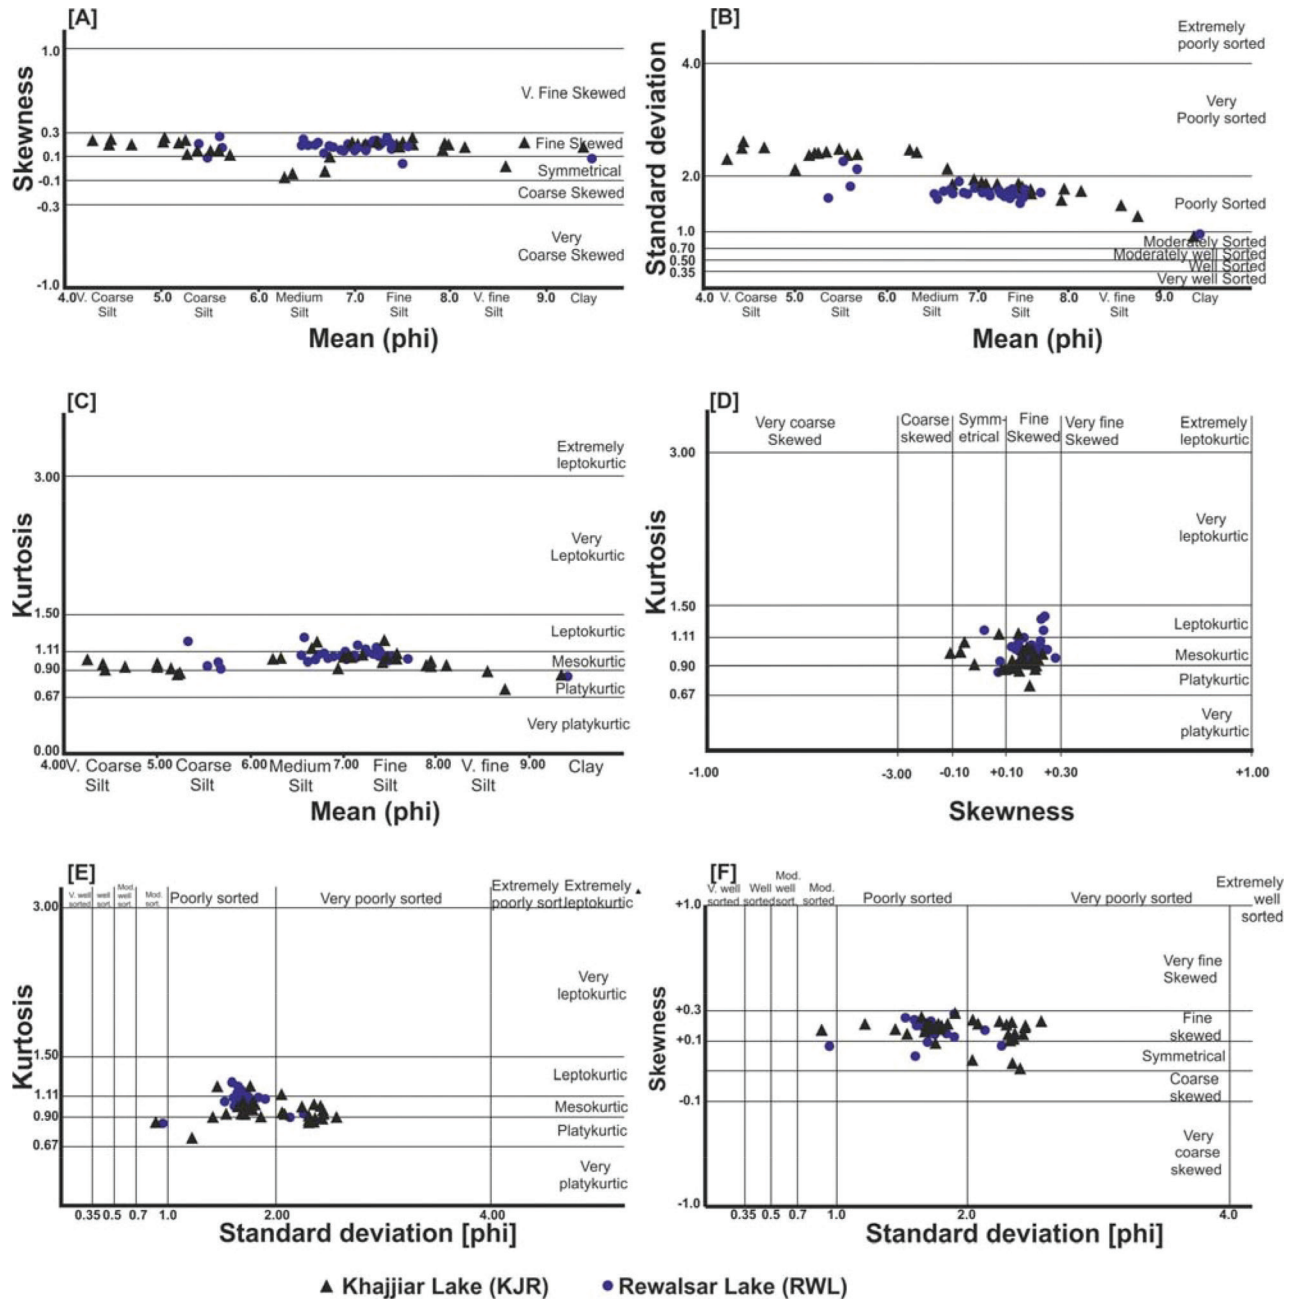 [A]
Skewness
1.0
V. Fine Skewed
0.3
Fine Skewed
0.1
Symmetrical
-0.1
Coarse Skewed
-0.3
Very
Coarse Skewed
-1.0
4.0 5.0 6.0 7.0 8.0 9.0
V. Coarse Silt Coarse Silt Medium Silt Fine Silt V. fine Silt Clay
Mean (phi)
[B]
Standard deviation
Extremely
poorly sorted
4.0
Very
Poorly sorted
2.0
Poorly Sorted
1.0
Moderately Sorted
0.70
Moderately well Sorted
0.50
Well Sorted
0.35
Very well Sorted
4.0 5.0 6.0 7.0 8.0 9.0
V. Coarse Silt Coarse Silt Medium Silt Fine Silt V. fine Silt Clay
Mean (phi)
[C]
Kurtosis
Extremely
leptokurtic
3.00
Very
Leptokurtic
1.50
Leptokurtic
1.11
Mesokurtic
0.90
Platykurtic
0.67
Very platykurtic
0.00
4.00 5.00 6.00 7.00 8.00 9.00
V. Coarse Silt Coarse Silt Medium Silt Fine Silt V. fine Silt Clay
Mean (phi)
[D]
Kurtosis
Very coarse Skewed
Coarse skewed
Symm- etrical
Fine Skewed
Very fine Skewed
Extremely leptokurtic
3.00
Very
leptokurtic
1.50
Leptokurtic
1.11
Mesokurtic
0.90
Platykurtic
0.67
Very
platykurtic
-1.00 -3.00 -0.10 +0.10 +0.30 +1.00
Skewness
[E]
Kurtosis
V. well sorted
well sort.
Mod. well sort.
Mod. sort.
Poorly sorted
Very poorly sorted
Extremely poorly sort.
Extremely leptokurtic
3.00
Very
leptokurtic
1.50
Leptokurtic
1.11
Mesokurtic
0.90
Platykurtic
0.67
Very
platykurtic
0.35 0.5 0.7 1.0 2.00 4.00
Standard deviation [phi]
[F]
Skewness
V. well sorted
Well sorted
Mod. well sort.
Mod. sorted
Poorly sorted
Very poorly sorted
Extremely well sorted
+1.0
Very fine
Skewed
+0.3
Fine
skewed
+0.1
Symmetrical
Coarse
skewed
-0.1
Very
coarse
skewed
-1.0
0.35 0.5 0.7 1.0 2.0 4.0
Standard deviation [phi]
Khajjiar Lake (KJR) Rewalsar Lake (RWL)